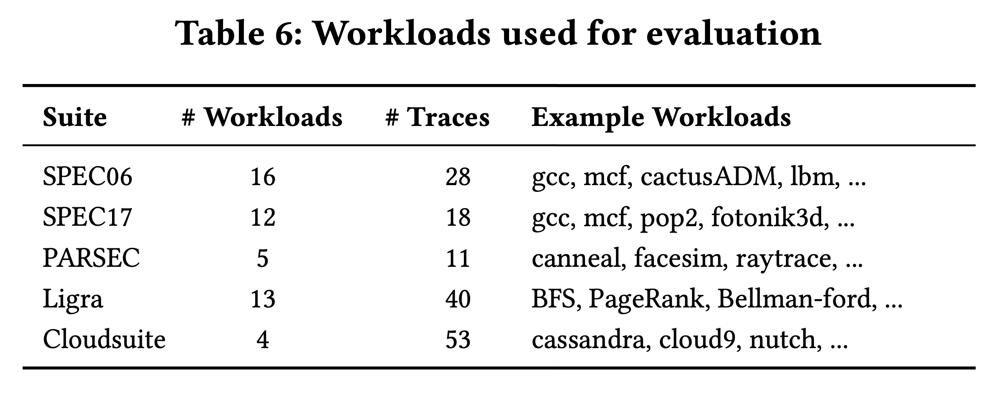 Table 6: Workloads used for evaluation
Suite # Workloads # Traces Example Workloads
SPEC06 16 28 gcc, mcf, cactusADM, lbm, ...
SPEC17 12 18 gcc, mcf, pop2, fotonik3d, ...
PARSEC 5 11 canneal, facesim, raytrace, ...
Ligra 13 40 BFS, PageRank, Bellman-ford, ...
Cloudsuite 4 53 cassandra, cloud9, nutch, ...